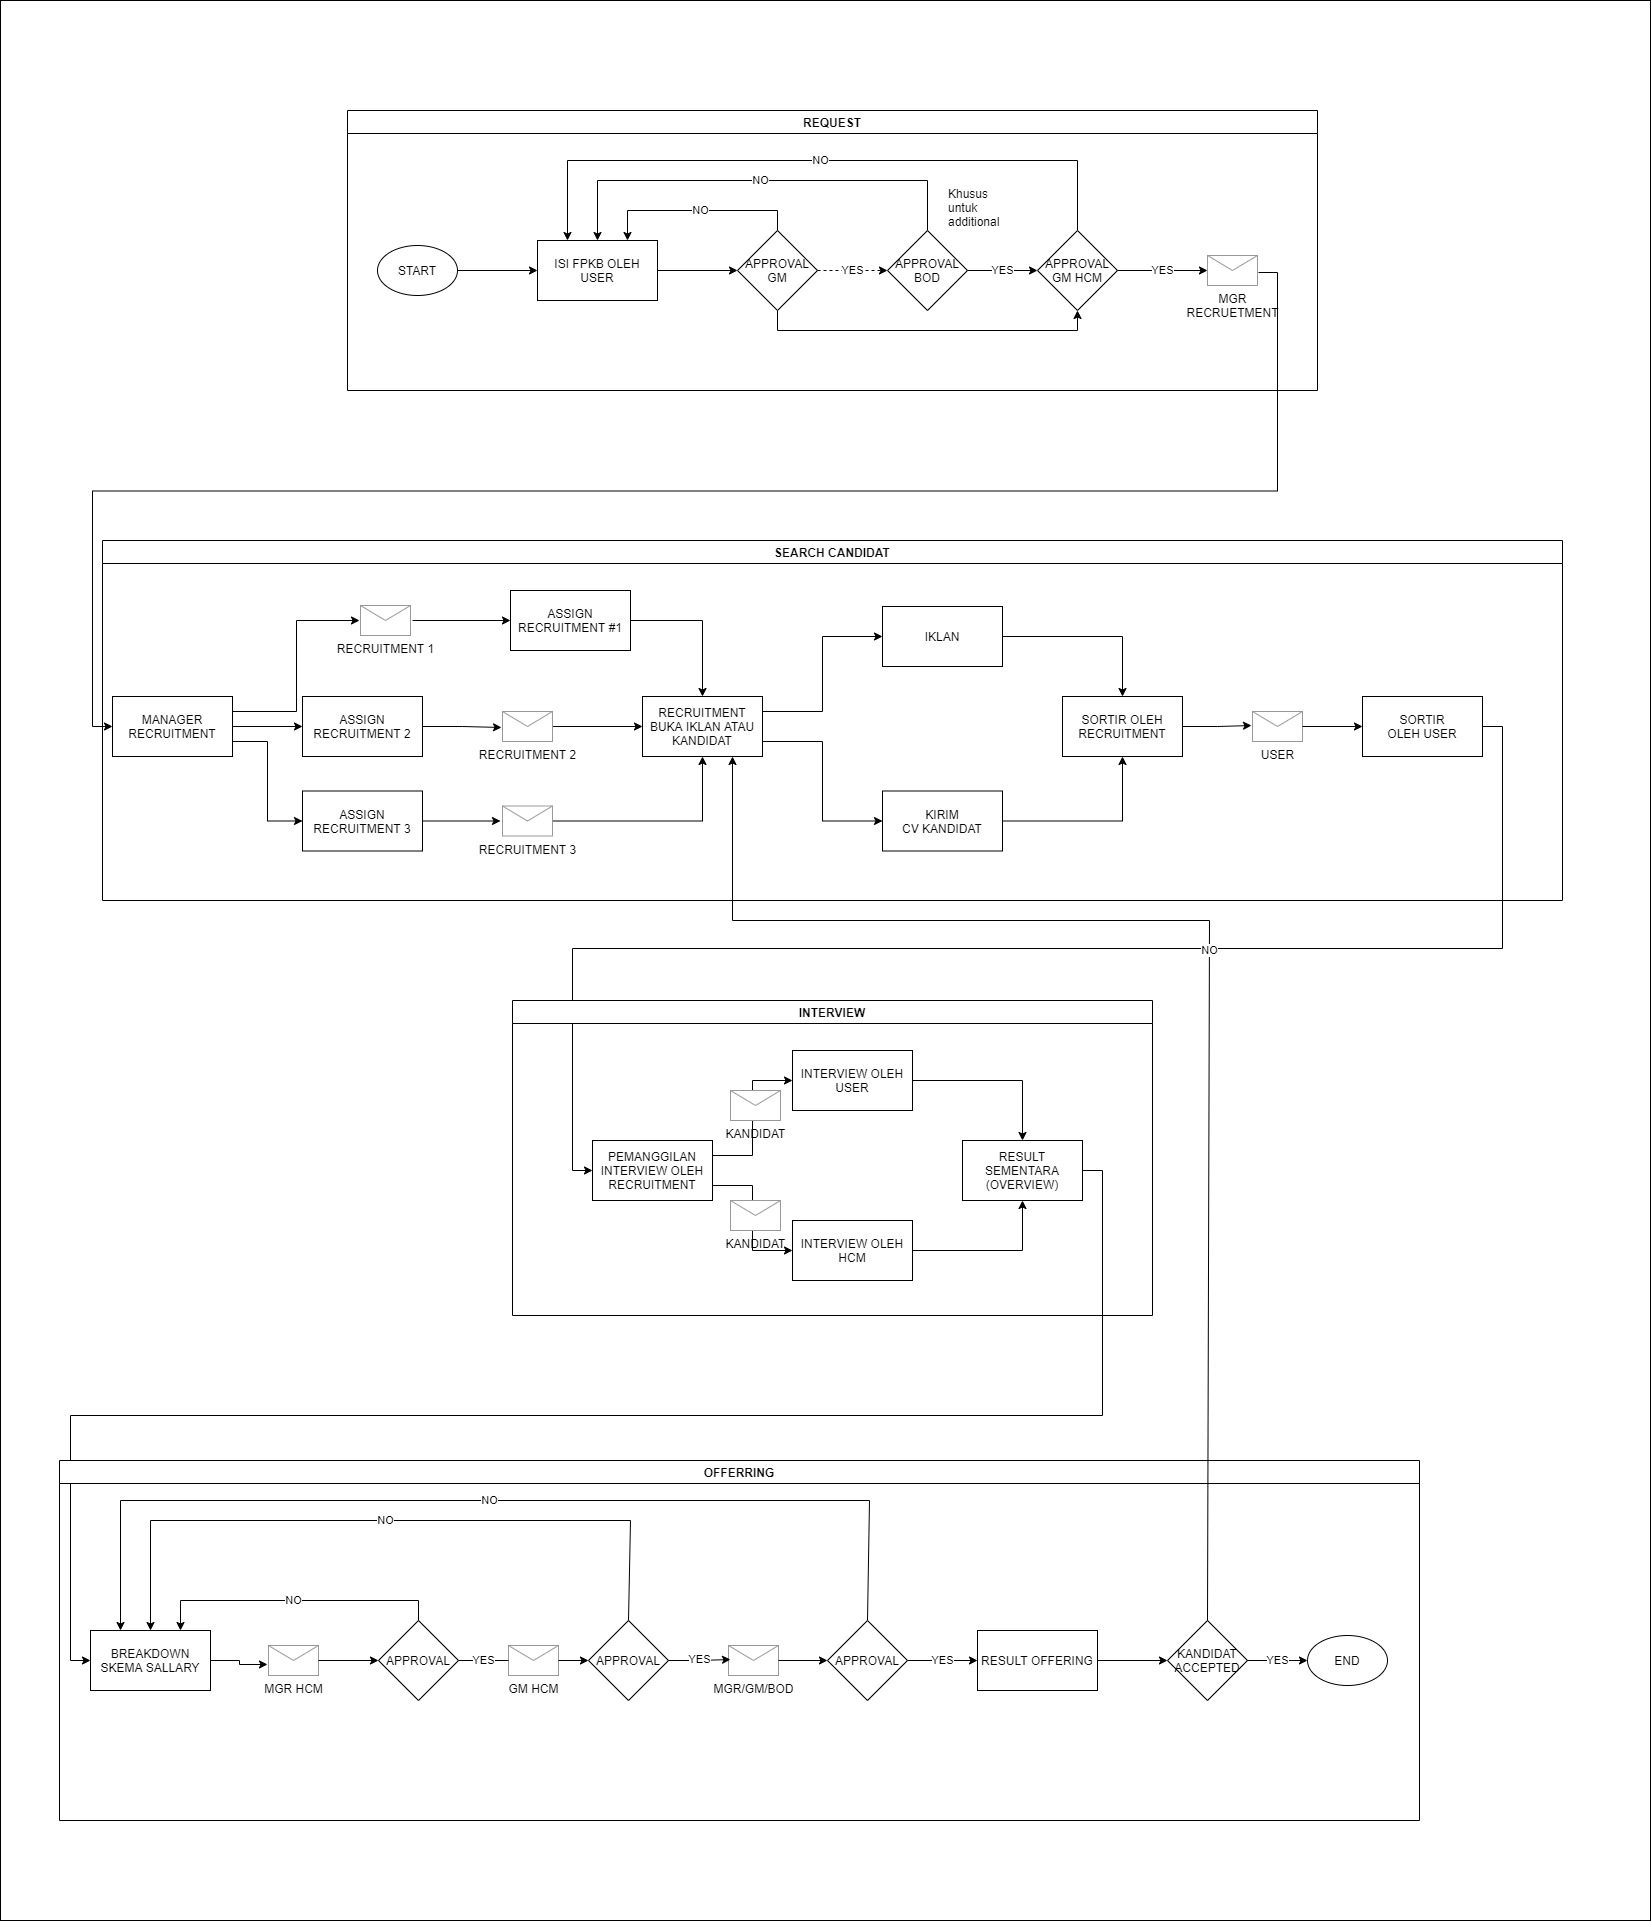 REQUEST
NO
NO
Khusus
untuk
additional
NO
START
ISI FPKB OLEH
USER
APPROVAL
GM
YES
APPROVAL
BOD
YES
APPROVAL
GM HCM
YES
MGR
RECRUETMENT
SEARCH CANDIDAT
RECRUITMENT 1
ASSIGN
RECRUITMENT #1
IKLAN
MANAGER
RECRUITMENT
ASSIGN
RECRUITMENT 2
RECRUITMENT 2
RECRUITMENT
BUKA IKLAN ATAU
KANDIDAT
SORTIR OLEH
RECRUITMENT
USER
SORTIR
OLEH USER
ASSIGN
RECRUITMENT 3
RECRUITMENT 3
KIRIM
CV KANDIDAT
NO
INTERVIEW
INTERVIEW OLEH
USER
KANDIDAT
PEMANGGILAN
INTERVIEW OLEH
RECRUITMENT
RESULT
SEMENTARA
(OVERVIEW)
KANDIDAT
INTERVIEW OLEH
HCM
OFFERRING
NO
NO
NO
BREAKDOWN
SKEMA SALLARY
MGR HCM
APPROVAL
YES
GM HCM
APPROVAL
YES
MGR/GM/BOD
APPROVAL
YES
RESULT OFFERING
KANDIDAT
ACCEPTED
YES
END